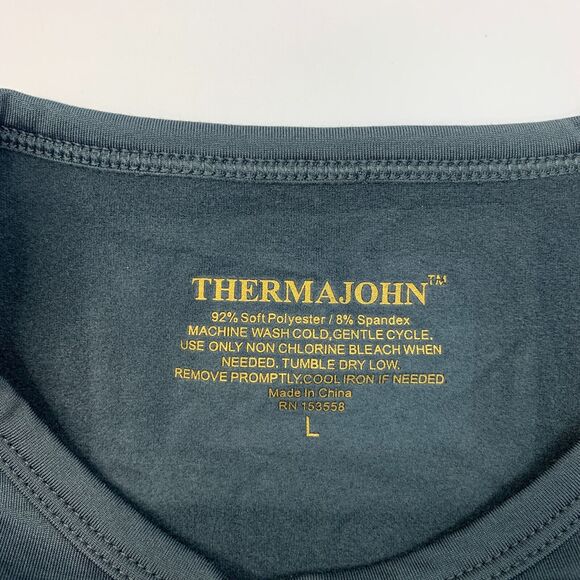 THERMAJOHN™
92% Soft Polyester / 8% Spandex
MACHINE WASH COLD,GENTLE CYCLE.
USE ONLY NON CHLORINE BLEACH WHEN
NEEDED. TUMBLE DRY LOW.
REMOVE PROMPTLY.COOL IRON IF NEEDED
Made In China
RN 153558
L